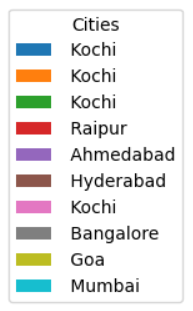 Cities
Kochi
Kochi
Kochi
Raipur
Ahmedabad
Hyderabad
Kochi
Bangalore
Goa
Mumbai